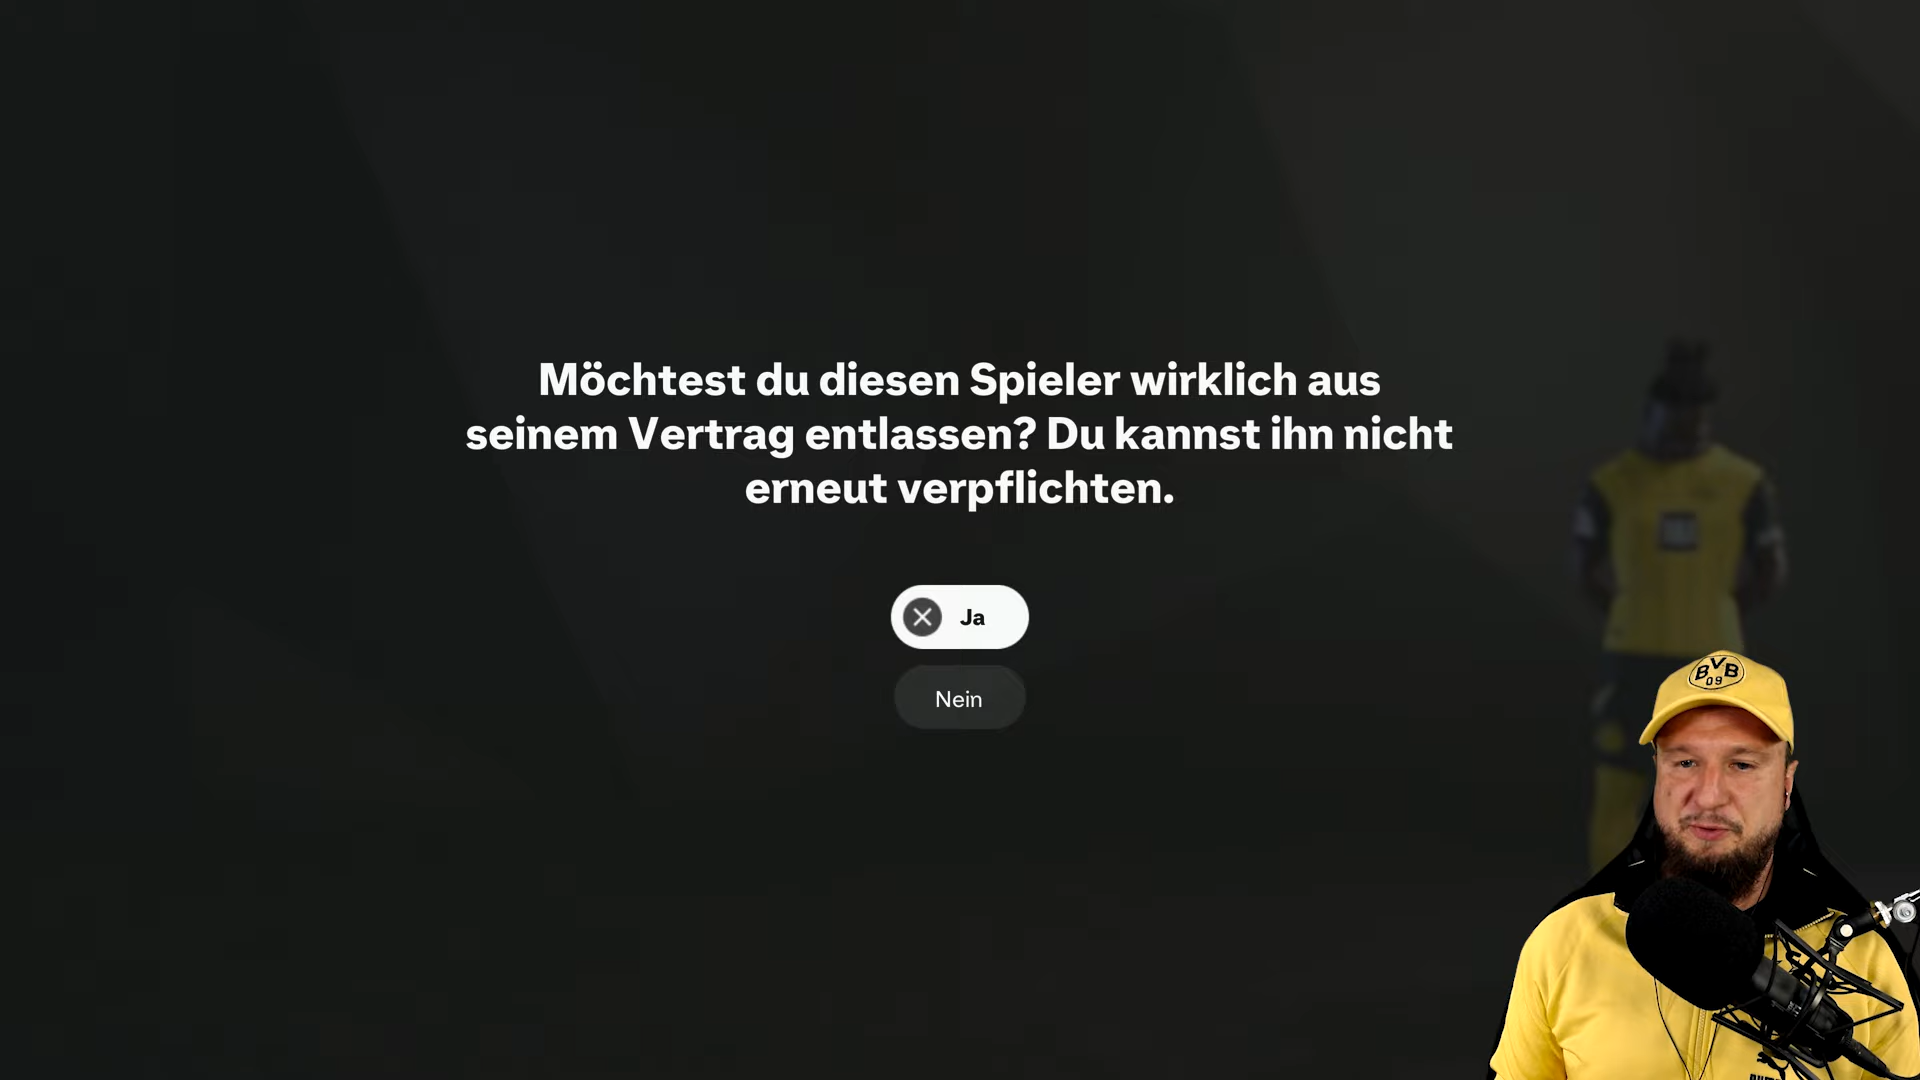 Möchtest du diesen Spieler wirklich aus
seinem Vertrag entlassen? Du kannst ihn nicht
erneut verpflichten.
Ja
Nein
BVB
09